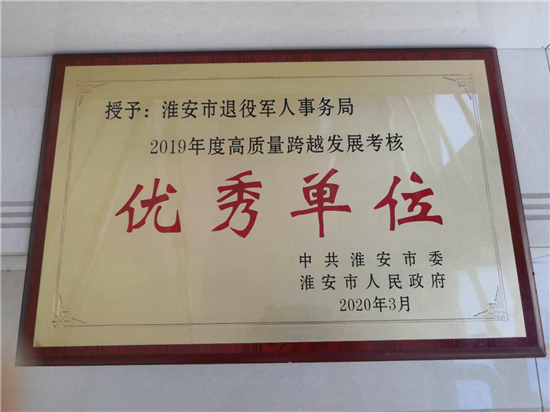 授予：淮安市退役军人事务局
2019年度高质量跨越发展考核
优秀单位
中共淮安市委
淮安市人民政府
2020年3月